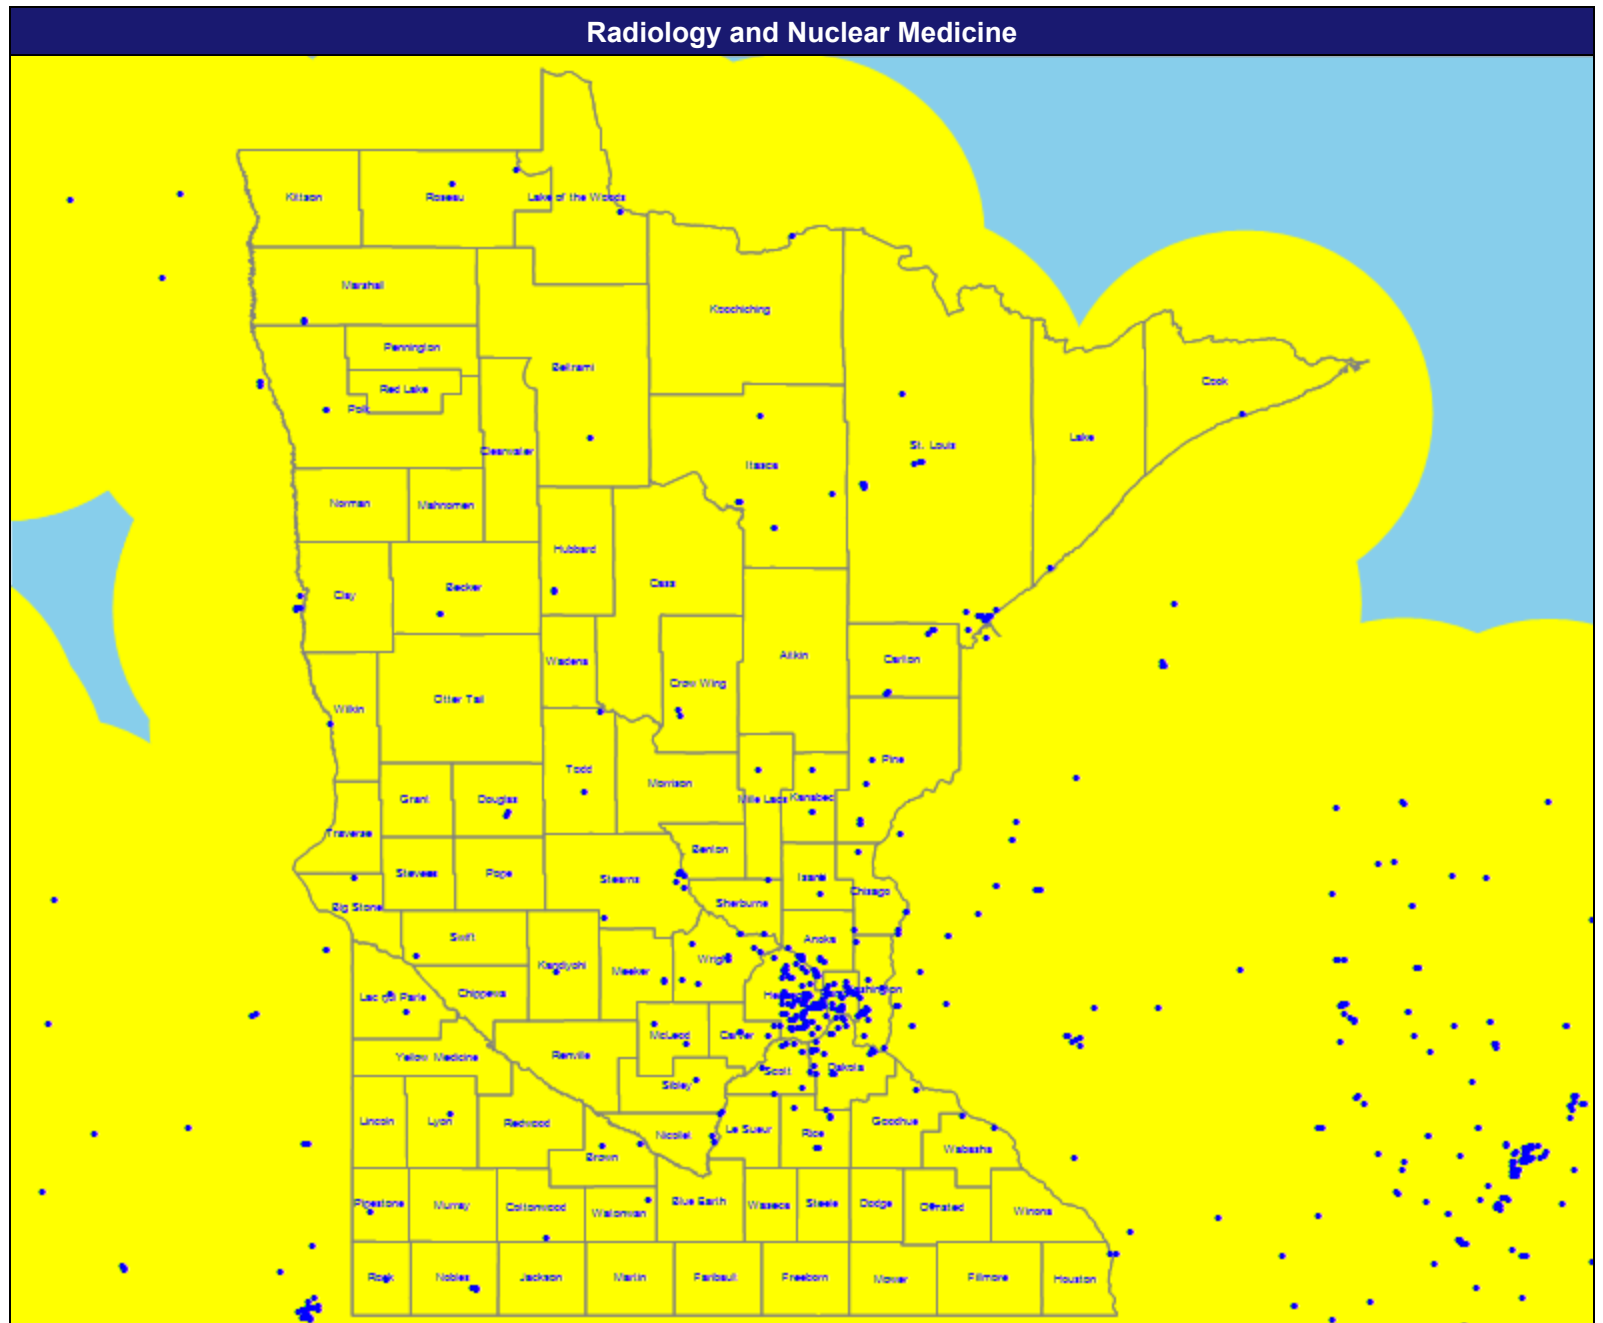 Radiology and Nuclear Medicine
Kittson
Roseau
Lake of the Woods
Marshall
Koochiching
Pennington
Beltrami
Red Lake
Cook
Polk
Lake
St. Louis
Clearwater
Itasca
Norman
Mahnomen
Hubbard
Cass
Becker
Clay
Aitkin
Carlton
Wadena
Crow Wing
Otter Tail
Wilkin
Pine
Todd
Morrison
Grant
Douglas
Mille Lacs
Kanabec
Traverse
Benton
Stevens
Pope
Stearns
Isanti
Chisago
Sherburne
Big Stone
Swift
Anoka
Wright
Kandiyohi
Meeker
Chippewa
Lac qui Parle
McLeod
Carver
Yellow Medicine
Renville
Scott
Dakota
Sibley
Lincoln
Lyon
Redwood
Goodhue
Le Sueur
Rice
Nicollet
Wabasha
Brown
Pipestone
Murray
Cottonwood
Watonwan
Blue Earth
Waseca
Steele
Dodge
Olmsted
Winona
Rock
Nobles
Jackson
Martin
Faribault
Freeborn
Mower
Fillmore
Houston